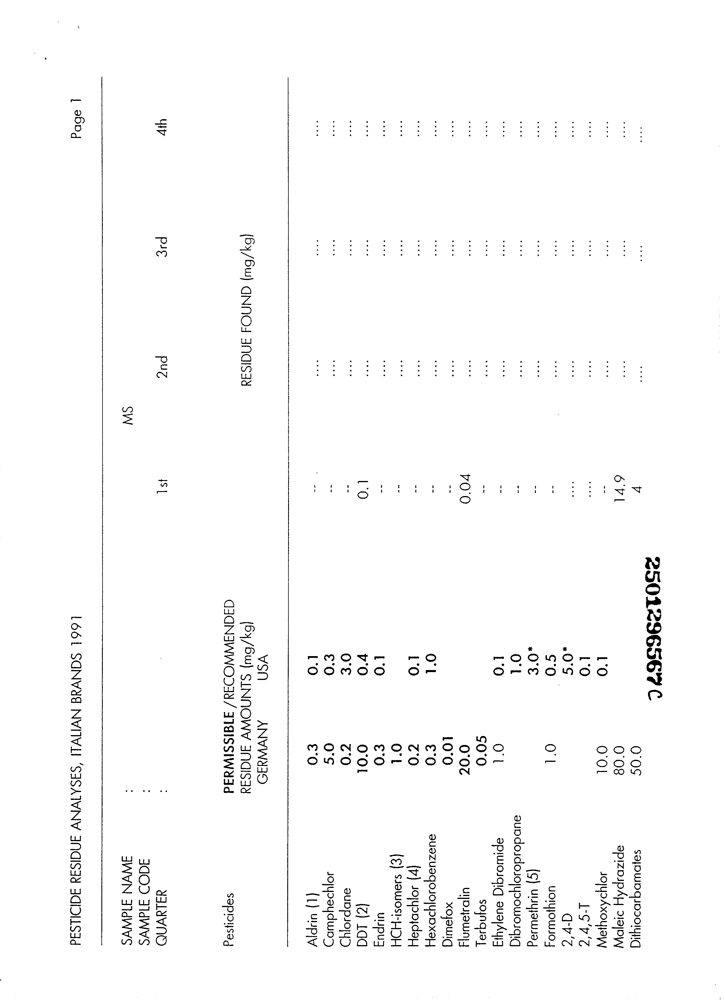 PESTICIDE RESIDUE ANALYSES, ITALIAN BRANDS 1991 Page 1
SAMPLE NAME : MS
SAMPLE CODE :
QUARTER : 1st 2nd 3rd 4th
PERMISSIBLE/RECOMMENDED
Pesticides RESIDUE AMOUNTS (mg/kg) RESIDUE FOUND (mg/kg)
GERMANY USA
Aldrin (1) 0.3 0.1 -- .... .... ....
Camphechlor 5.0 0.3 -- .... .... ....
Chlordane 0.2 3.0 -- .... .... ....
DDT (2) 10.0 0.4 0.1 .... .... ....
Endrin 0.3 0.1 -- .... .... ....
HCH-isomers (3) 1.0 -- .... .... ....
Heptachlor (4) 0.2 0.1 -- .... .... ....
Hexachlorobenzene 0.3 1.0 -- .... .... ....
Dimefox 0.01 -- .... .... ....
Flumetralin 20.0 0.04 .... .... ....
Terbufos 0.05 -- .... .... ....
Ethylene Dibromide 1.0 0.1 -- .... .... ....
Dibromochloropropane 1.0 -- .... .... ....
Permethrin (5) 3.0* -- .... .... ....
Formothion 1.0 0.5 -- .... .... ....
2,4-D 5.0* .... .... .... ....
2,4,5-T 0.1 .... .... .... ....
Methoxychlor 10.0 0.1 -- .... .... ....
Maleic Hydrazide 80.0 14.9 .... .... ....
Dithiocarbamates 50.0 4 .... .... ....
2501296567 C